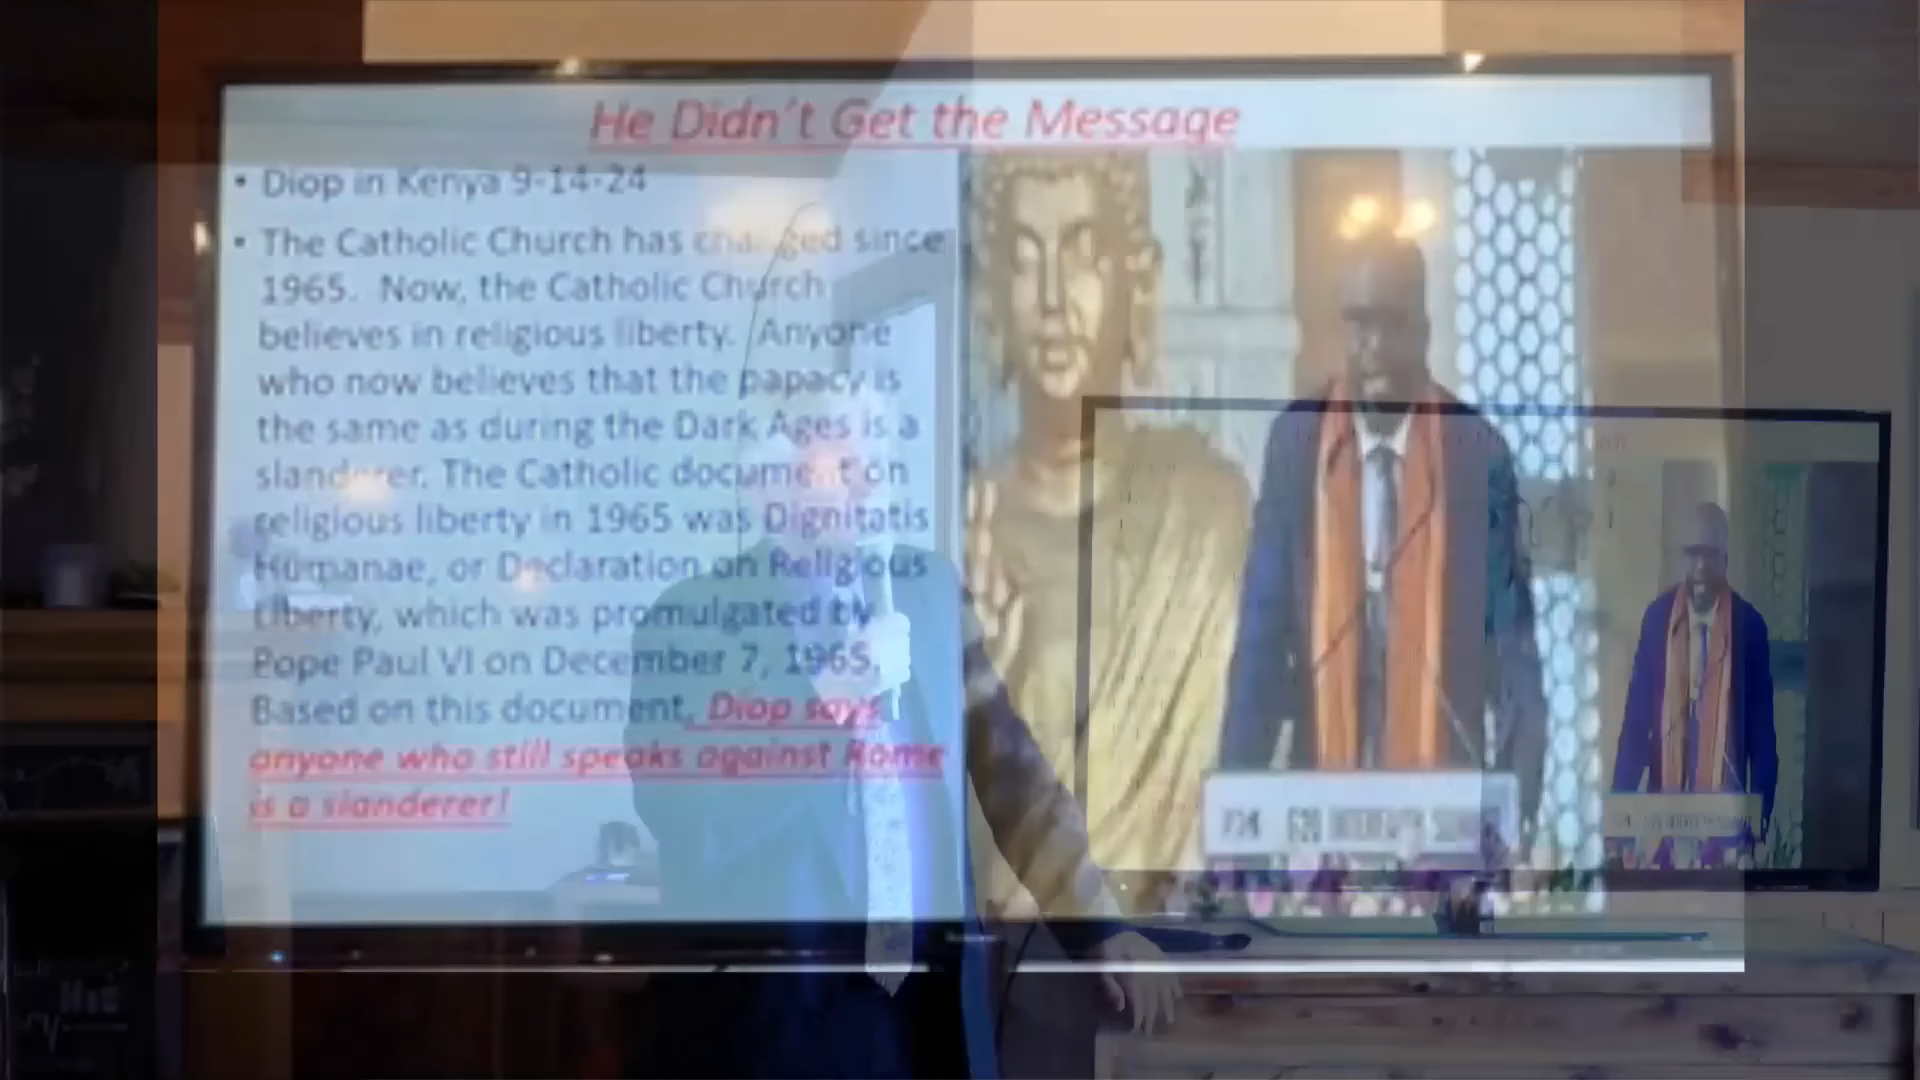 He Didn't Get the Message
• Diop in Kenya 9-14-24
• The Catholic Church has changed since
1965. Now, the Catholic Church
believes in religious liberty. Anyone
who now believes that the papacy is
the same as during the Dark Ages is a
slanderer. The Catholic document on
religious liberty in 1965 was Dignitatis
Humanae, or Declaration on Religious
Liberty, which was promulgated by
Pope Paul VI on December 7, 1965.
Based on this document, Diop says
anyone who still speaks against Rome
is a slanderer!
G20 INTERFAITH SUMMIT